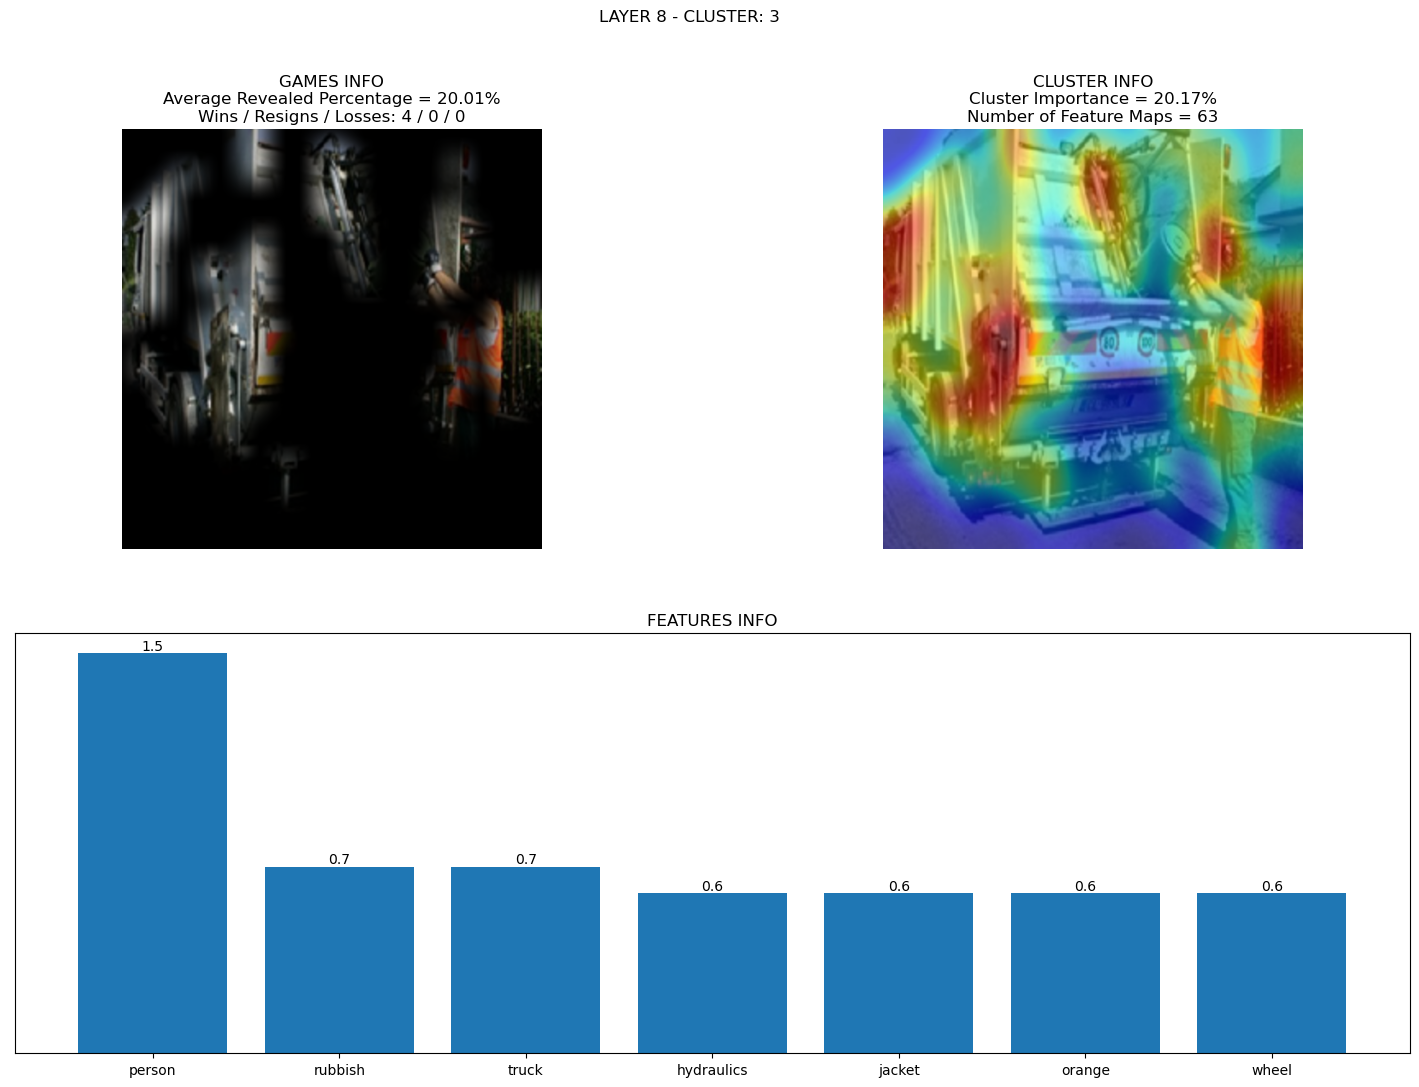 LAYER 8 - CLUSTER: 3
GAMES INFO
Average Revealed Percentage = 20.01%
Wins / Resigns / Losses: 4 / 0 / 0
CLUSTER INFO
Cluster Importance = 20.17%
Number of Feature Maps = 63
FEATURES INFO
1.5
0.7
0.7
0.6
0.6
0.6
0.6
person
rubbish
truck
hydraulics
jacket
orange
wheel